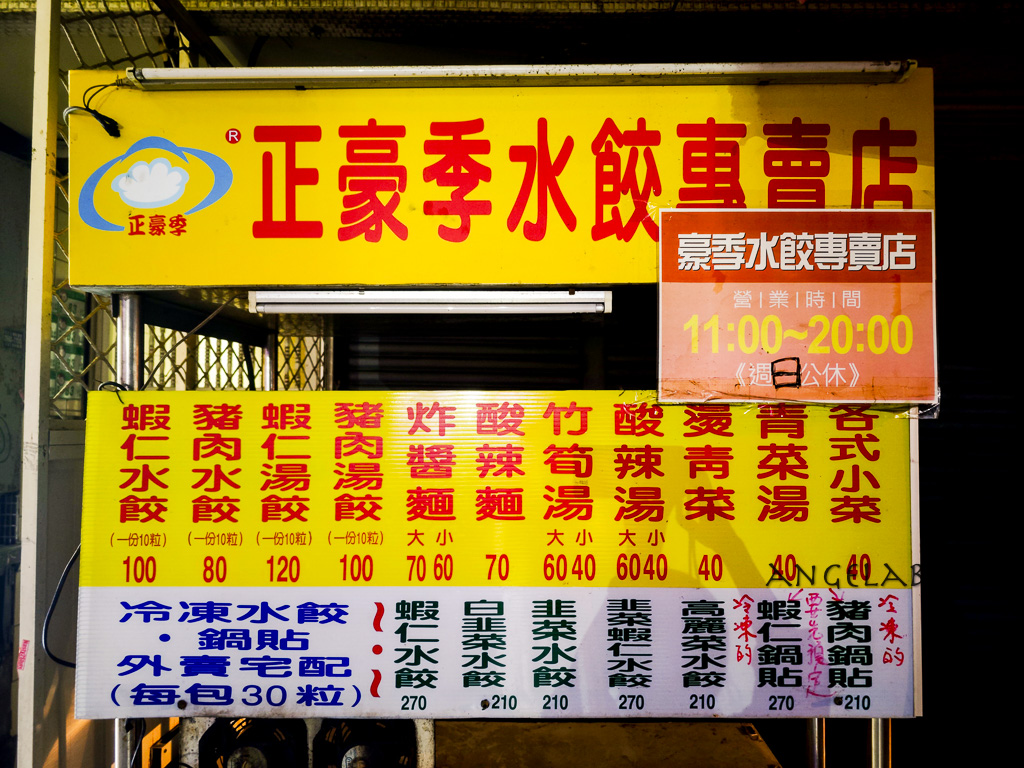 ®
正豪季水餃專賣店
正豪季
豪季水餃專賣店
營|業|時|間
11:00~20:00
《週日公休》
蝦仁水餃
(一份10粒)
100
豬肉水餃
(一份10粒)
80
蝦仁湯餃
(一份10粒)
120
豬肉湯餃
(一份10粒)
100
炸醬麵
大 小
70 60
酸辣麵
70
竹筍湯
大 小
60 40
酸辣湯
大 小
60 40
燙青菜
40
青菜湯
40
各式小菜
40
ANGELAB
冷凍水餃
·鍋貼
外賣宅配
(每包30粒)
~·~
蝦仁水餃
270
白韭菜水餃
210
韭菜水餃
210
韭菜蝦仁水餃
270
高麗菜水餃
210
冷凍的
蝦仁鍋貼
270
要先預定
豬肉鍋貼
210
冷凍的